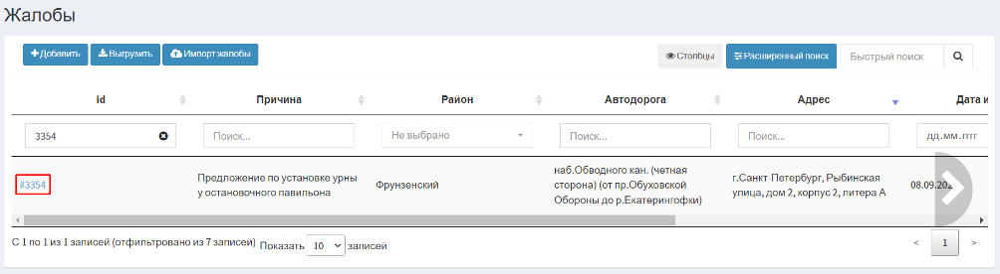 Жалобы
Добавить Выгрузить Импорт жалобы Столбцы Расширенный поиск Быстрый поиск
id Причина Район Автодорога Адрес Дата и
3354 Поиск... Не выбрано Поиск... Поиск... дд.мм.гггг
#3354 Предложение по установке урны у остановочного павильона Фрунзенский наб.Обводного кан. (четная сторона) (от пр.Обуховской Обороны до р.Екатерингофки) г.Санкт-Петербург, Рыбинская улица, дом 2, корпус 2, литера А 08.09.20
С 1 по 1 из 1 записей (отфильтровано из 7 записей) Показать 10 записей < 1 >